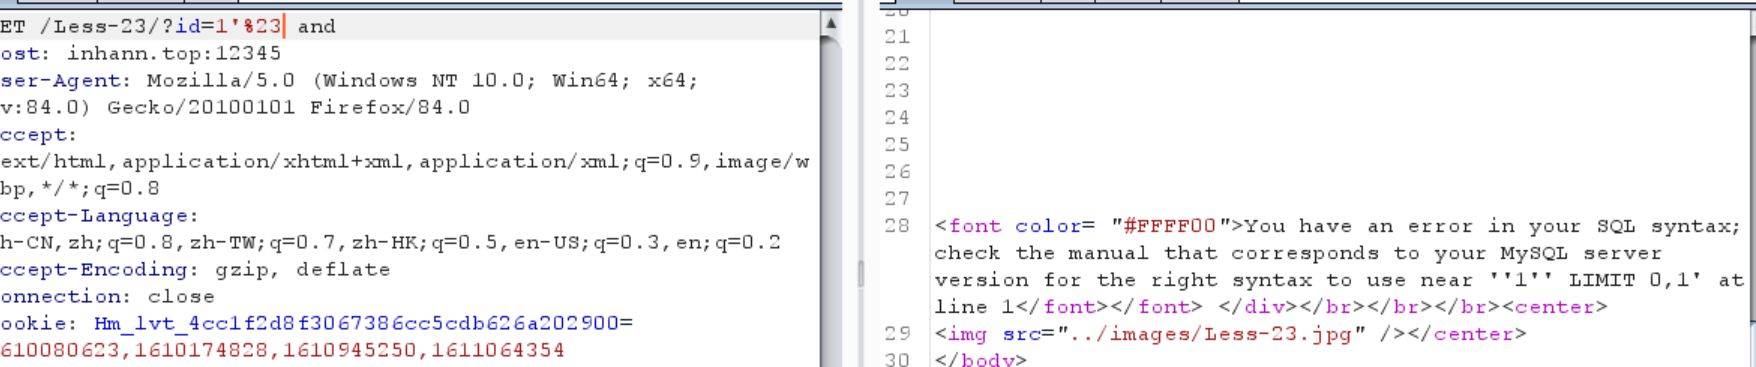 ET /Less-23/?id=1'%23 and
ost: inhann.top:12345
ser-Agent: Mozilla/5.0 (Windows NT 10.0; Win64; x64;
v:84.0) Gecko/20100101 Firefox/84.0
ccept:
ext/html,application/xhtml+xml,application/xml;q=0.9,image/w
bp,*/*;q=0.8
ccept-Language:
h-CN,zh;q=0.8,zh-TW;q=0.7,zh-HK;q=0.5,en-US;q=0.3,en;q=0.2
ccept-Encoding: gzip, deflate
onnection: close
ookie: Hm_lvt_4cc1f2d8f3067386cc5cdb626a202900=
610080623,1610174828,1610945250,1611064354
20
21
22
23
24
25
26
27
28 <font color= "#FFFF00">You have an error in your SQL syntax;
check the manual that corresponds to your MySQL server
version for the right syntax to use near ''1'' LIMIT 0,1' at
line 1</font></font> </div></br></br></br><center>
29 <img src="../images/Less-23.jpg" /></center>
30 </body>